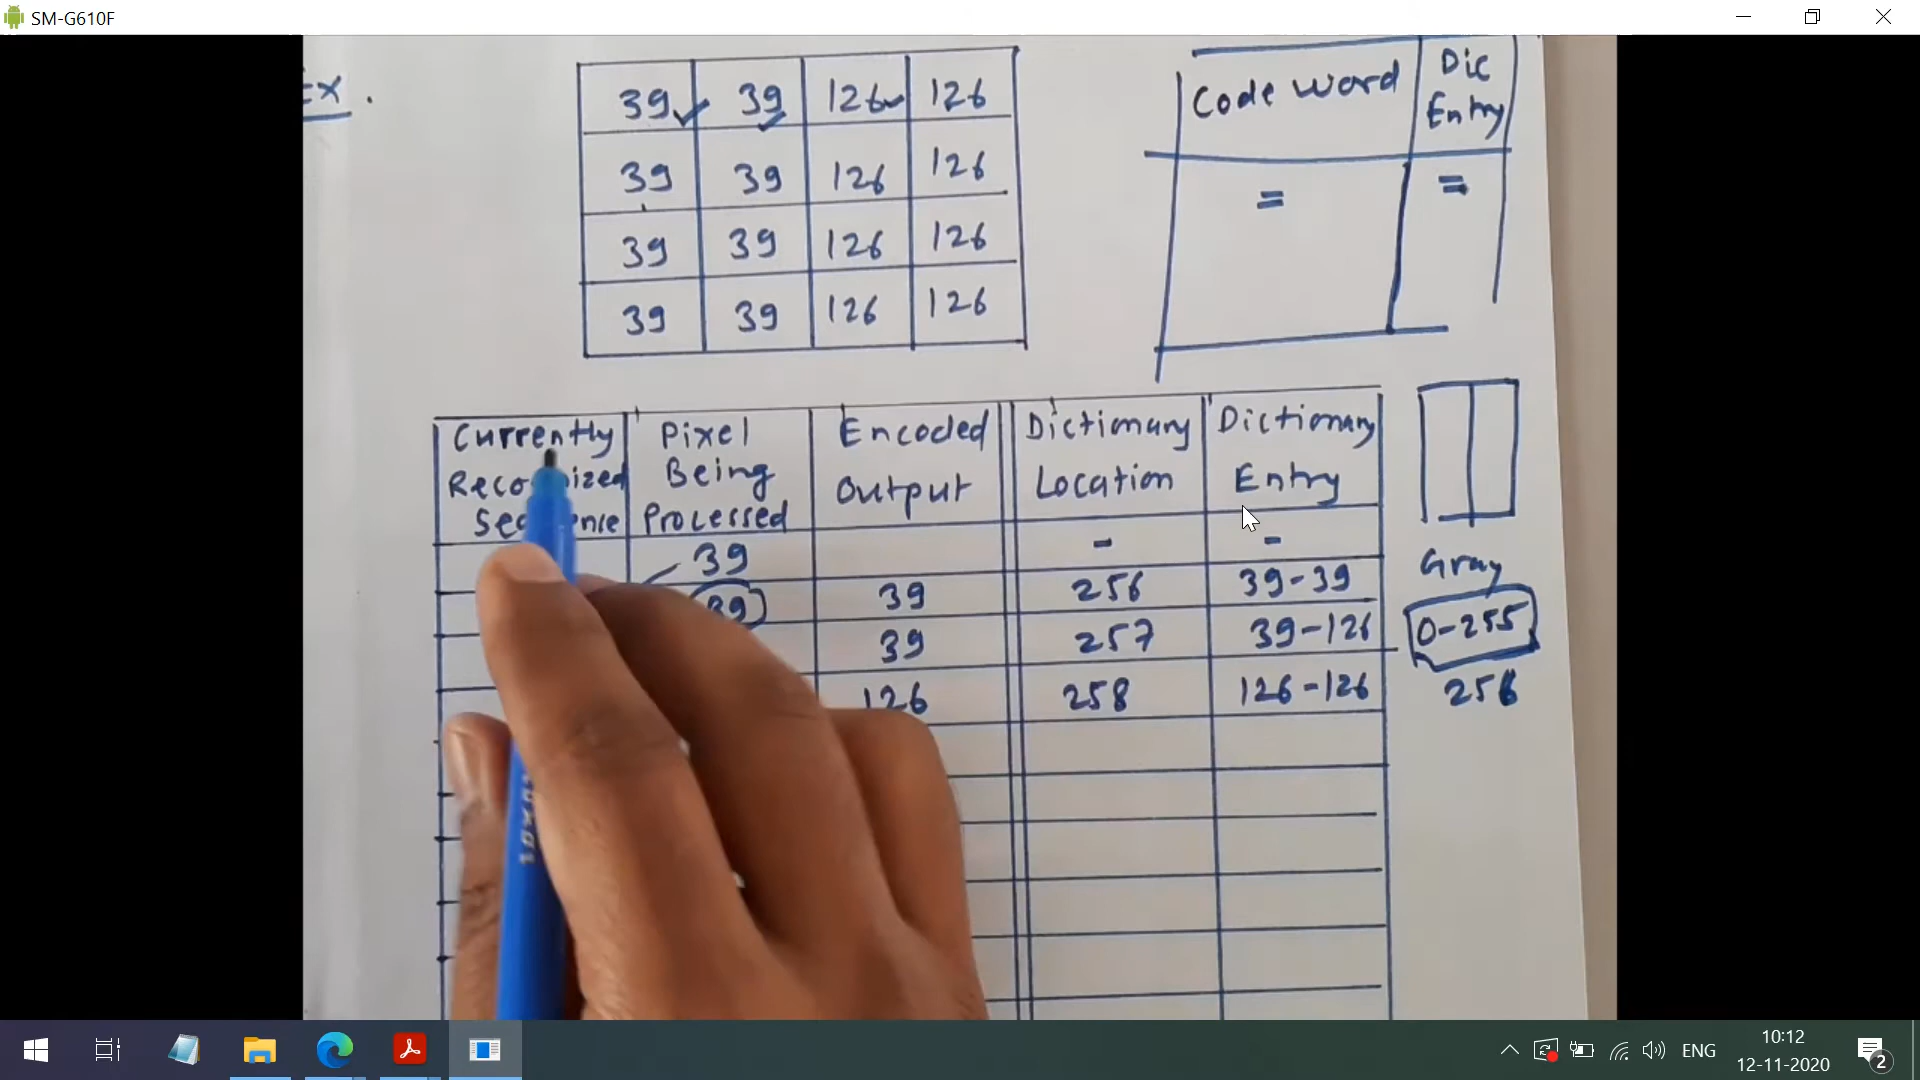 SM-G610F
Ex.
39 39 126 126
39 39 126 126
39 39 126 126
39 39 126 126
Code Word Dic Entry
= =
Currently Recognized Sequence Pixel Being Processed Encoded Output Dictionary Location Dictionary Entry
39 - -
39 39 256 39-39
39 257 39-126
126 258 126-126
Gray
0-255
256
ENG
10:12
12-11-2020
2